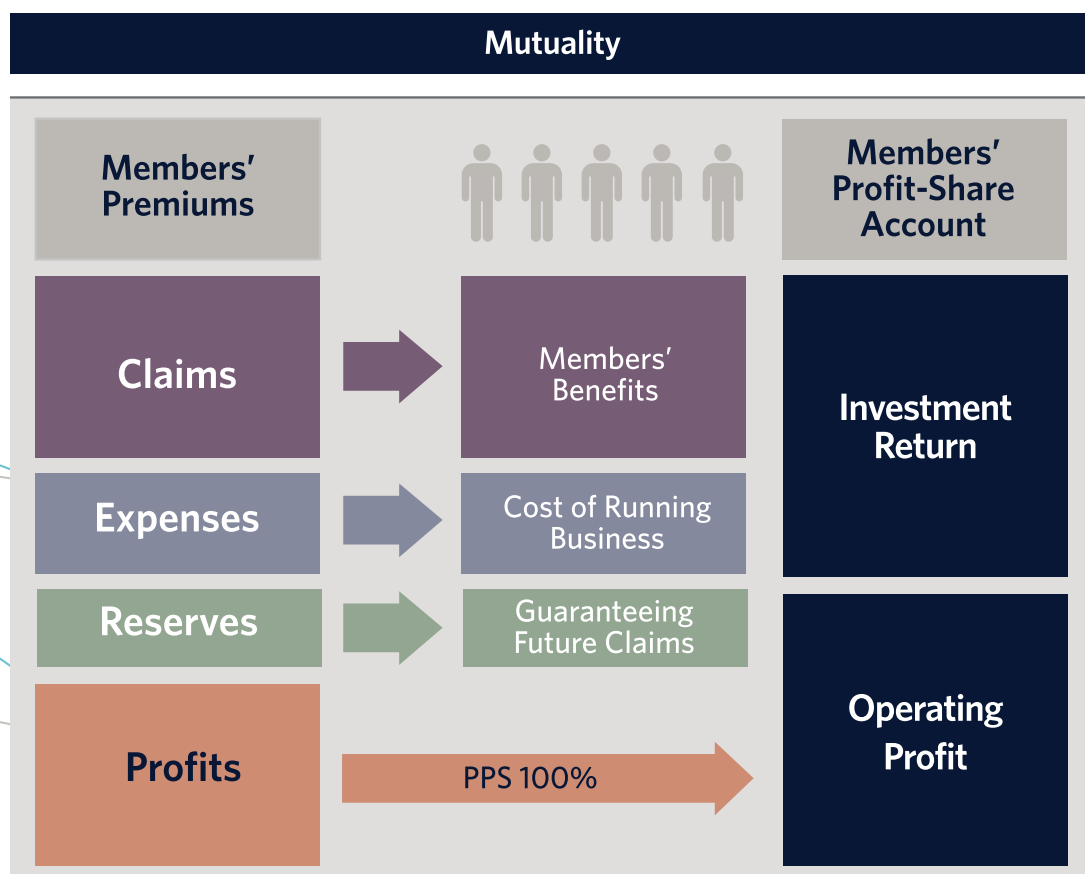 Mutuality
Members’
Premiums
Members’
Profit-Share
Account
Claims
Members’
Benefits
Investment
Return
Expenses
Cost of Running
Business
Reserves
Guaranteeing
Future Claims
Profits
PPS 100%
Operating
Profit